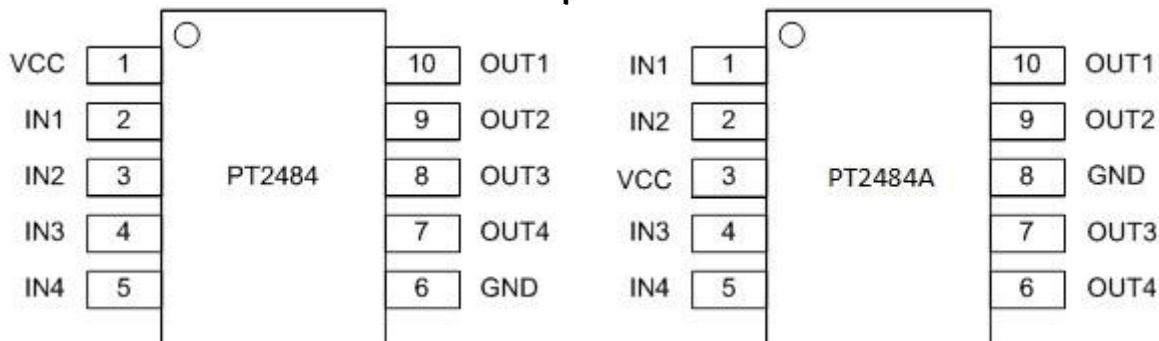 VCC 1 10 OUT1
IN1 2 9 OUT2
IN2 3 PT2484 8 OUT3
IN3 4 7 OUT4
IN4 5 6 GND
IN1 1 10 OUT1
IN2 2 9 OUT2
VCC 3 PT2484A 8 GND
IN3 4 7 OUT3
IN4 5 6 OUT4